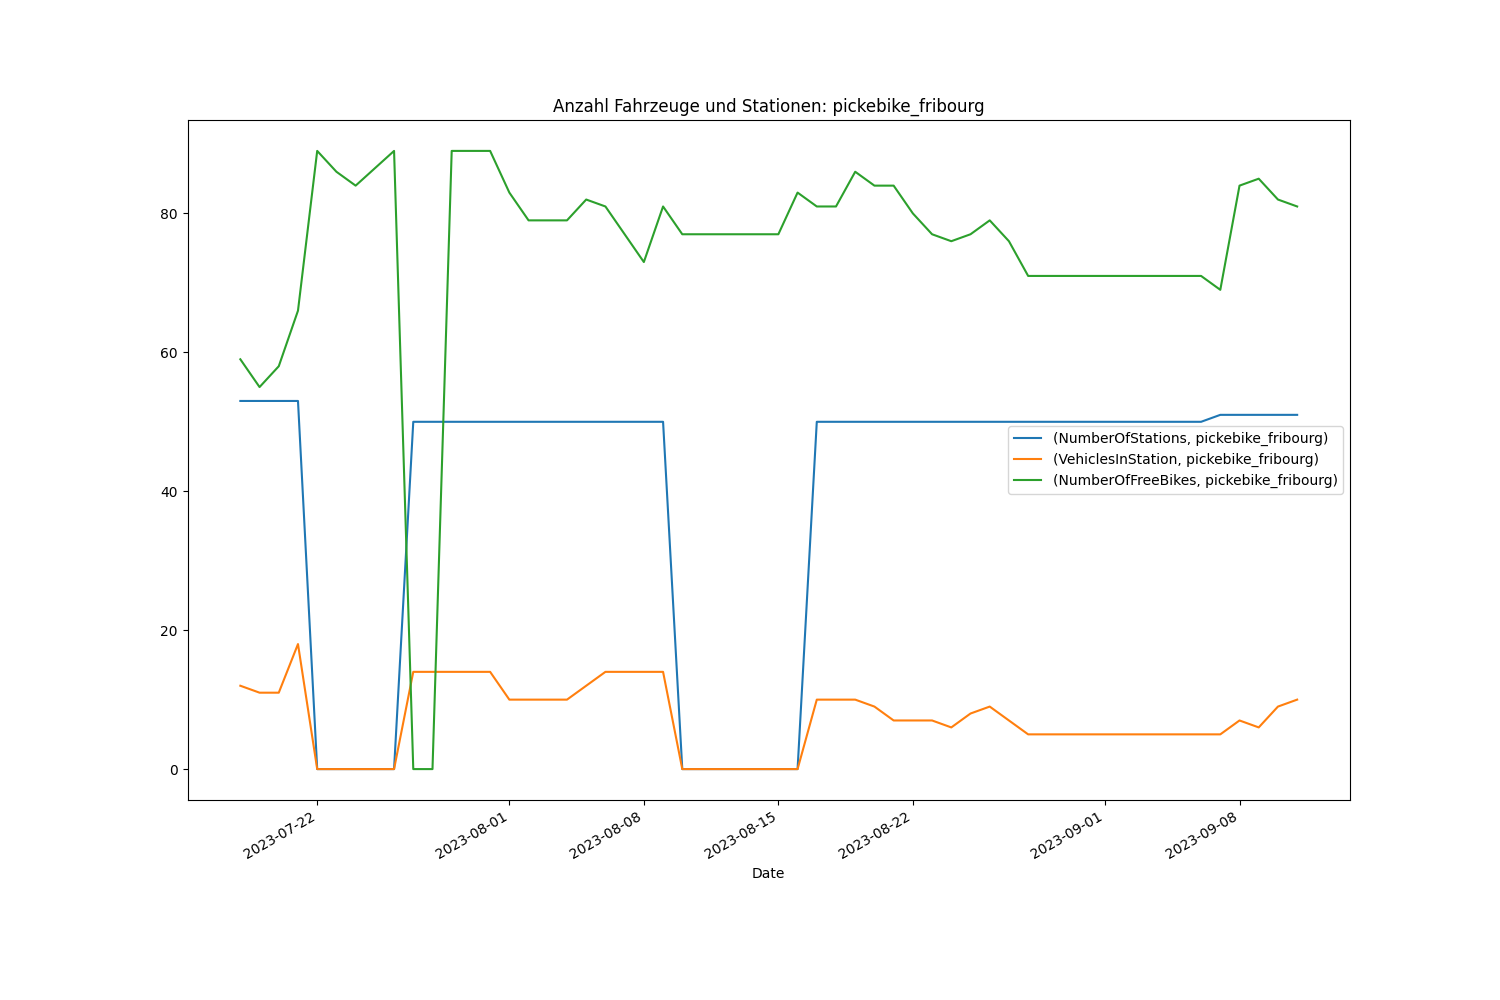 Anzahl Fahrzeuge und Stationen: pickebike_fribourg
80
60
40
20
0
(NumberOfStations, pickebike_fribourg)
(VehiclesInStation, pickebike_fribourg)
(NumberOfFreeBikes, pickebike_fribourg)
2023-07-22
2023-08-01
2023-08-08
2023-08-15
2023-08-22
2023-09-01
2023-09-08
Date